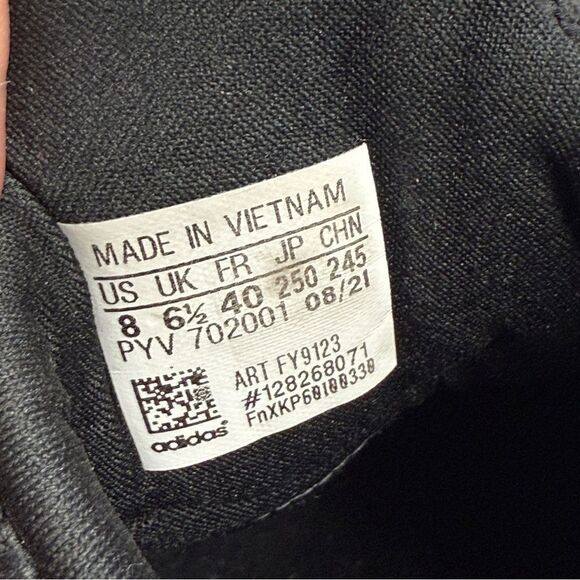 MADE IN VIETNAM
US UK FR JP CHN
8 6½ 40 250 245
PYV 702001 08/21
ART FY9123
#128268071
FnXKP60100330
adidas